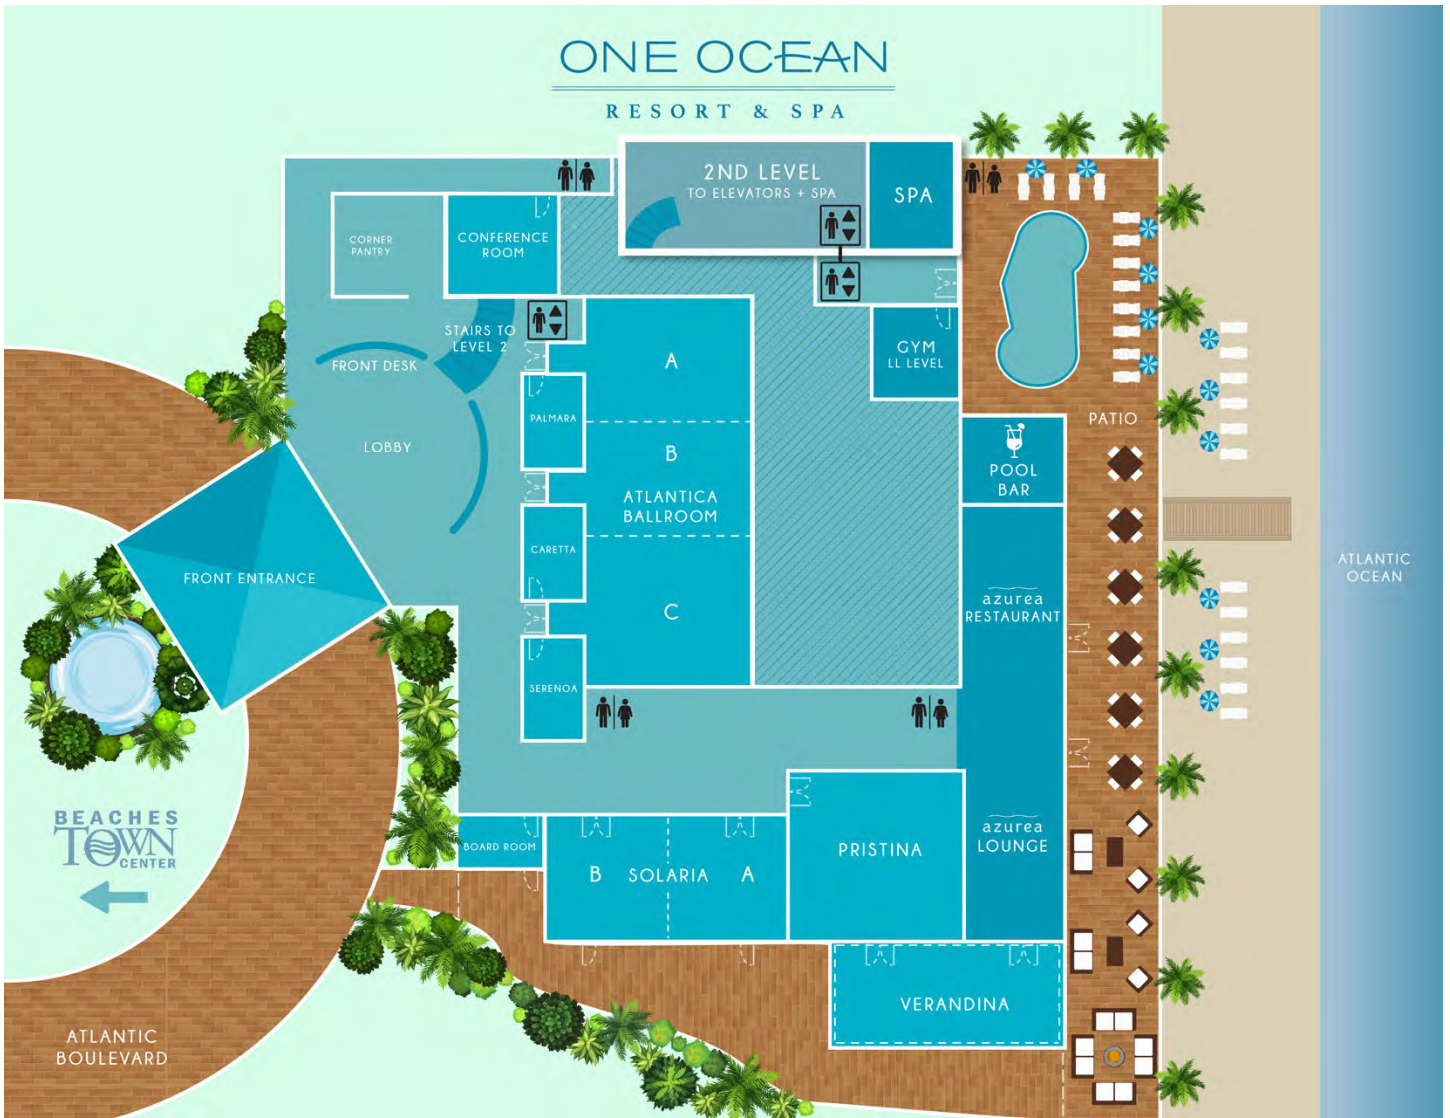 ONE OCEAN
RESORT & SPA
2ND LEVEL
TO ELEVATORS + SPA
SPA
CORNER
PANTRY
CONFERENCE
ROOM
STAIRS TO
LEVEL 2
FRONT DESK
LOBBY
A
GYM
LL LEVEL
PALMARA
B
ATLANTICA
BALLROOM
PATIO
POOL
BAR
CARETTA
C
FRONT ENTRANCE
ATLANTIC
OCEAN
azurea
RESTAURANT
SERENOA
BEACHES
TOWN
CENTER
BOARD ROOM
B SOLARIA A
PRISTINA
azurea
LOUNGE
VERANDINA
ATLANTIC
BOULEVARD